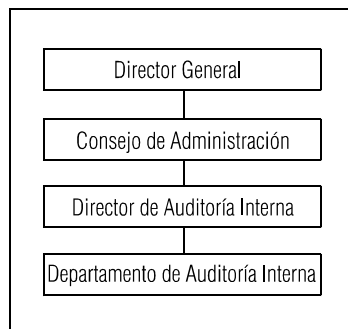 Director General
Consejo de Administración
Director de Auditoría Interna
Departamento de Auditoría Interna